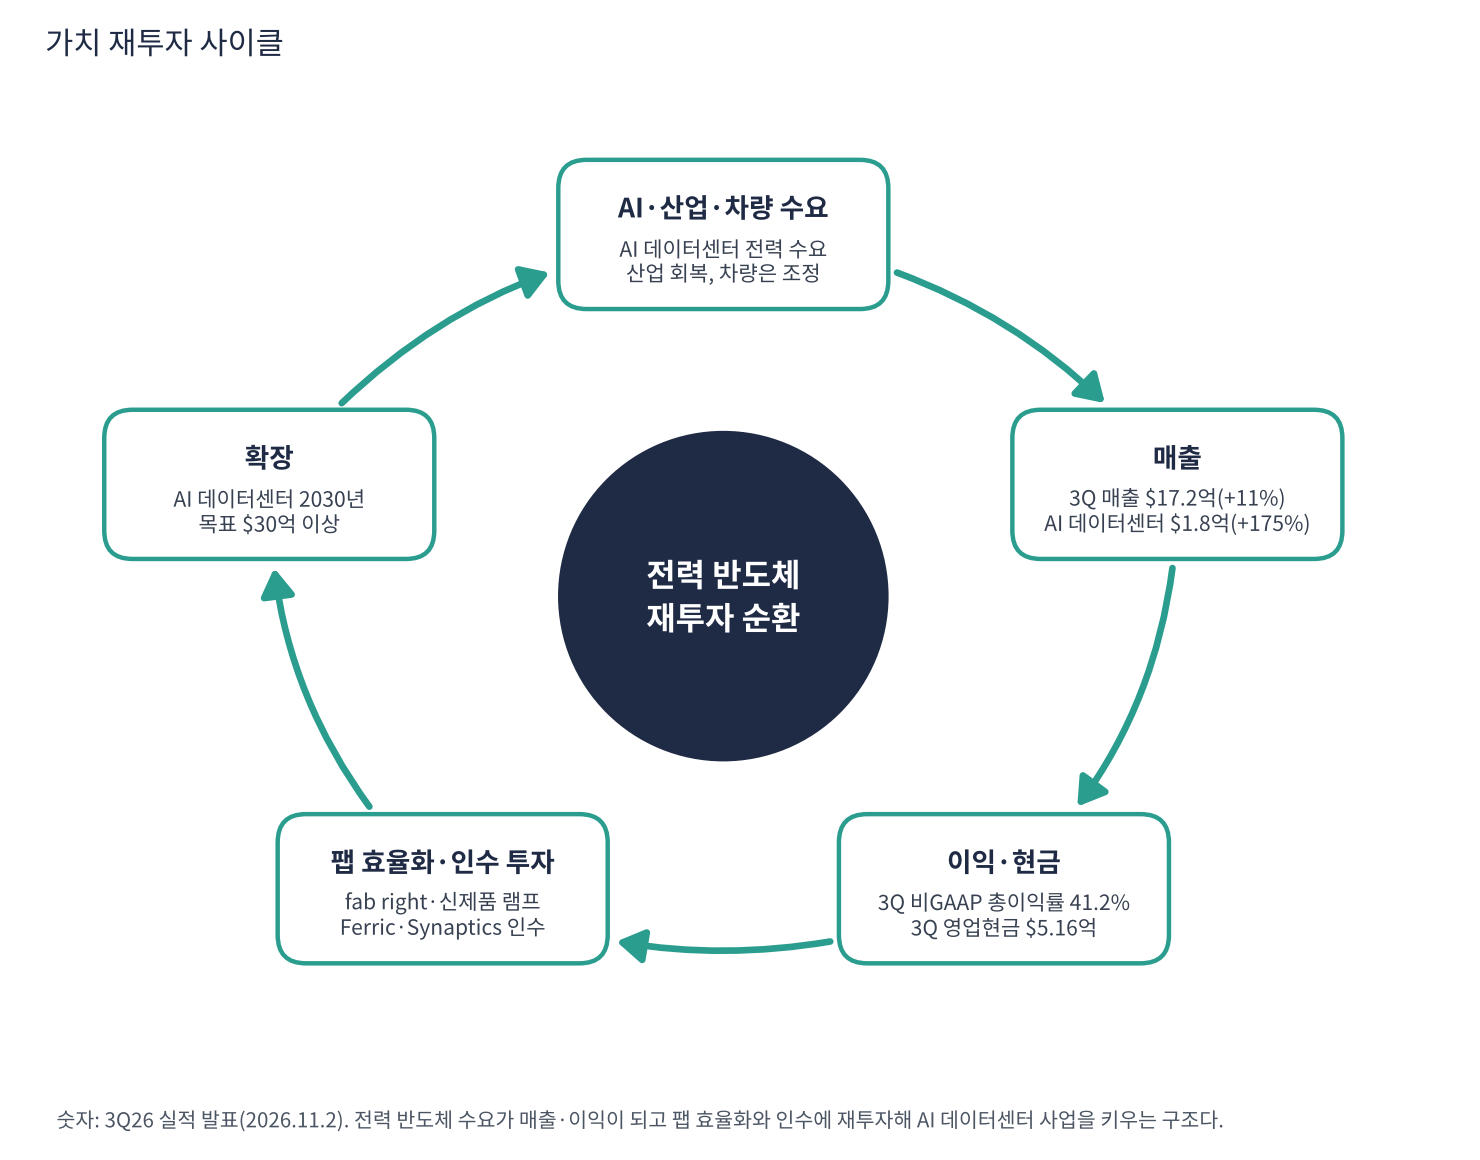 가치 재투자 사이클
AI·산업·차량 수요
AI 데이터센터 전력 수요
산업 회복, 차량은 조정
확장
AI 데이터센터 2030년
목표 $30억 이상
매출
3Q 매출 $17.2억(+11%)
AI 데이터센터 $1.8억(+175%)
전력 반도체
재투자 순환
팹 효율화·인수 투자
fab right·신제품 램프
Ferric·Synaptics 인수
이익·현금
3Q 비GAAP 총이익률 41.2%
3Q 영업현금 $5.16억
숫자: 3Q26 실적 발표(2026.11.2). 전력 반도체 수요가 매출·이익이 되고 팹 효율화와 인수에 재투자해 AI 데이터센터 사업을 키우는 구조다.